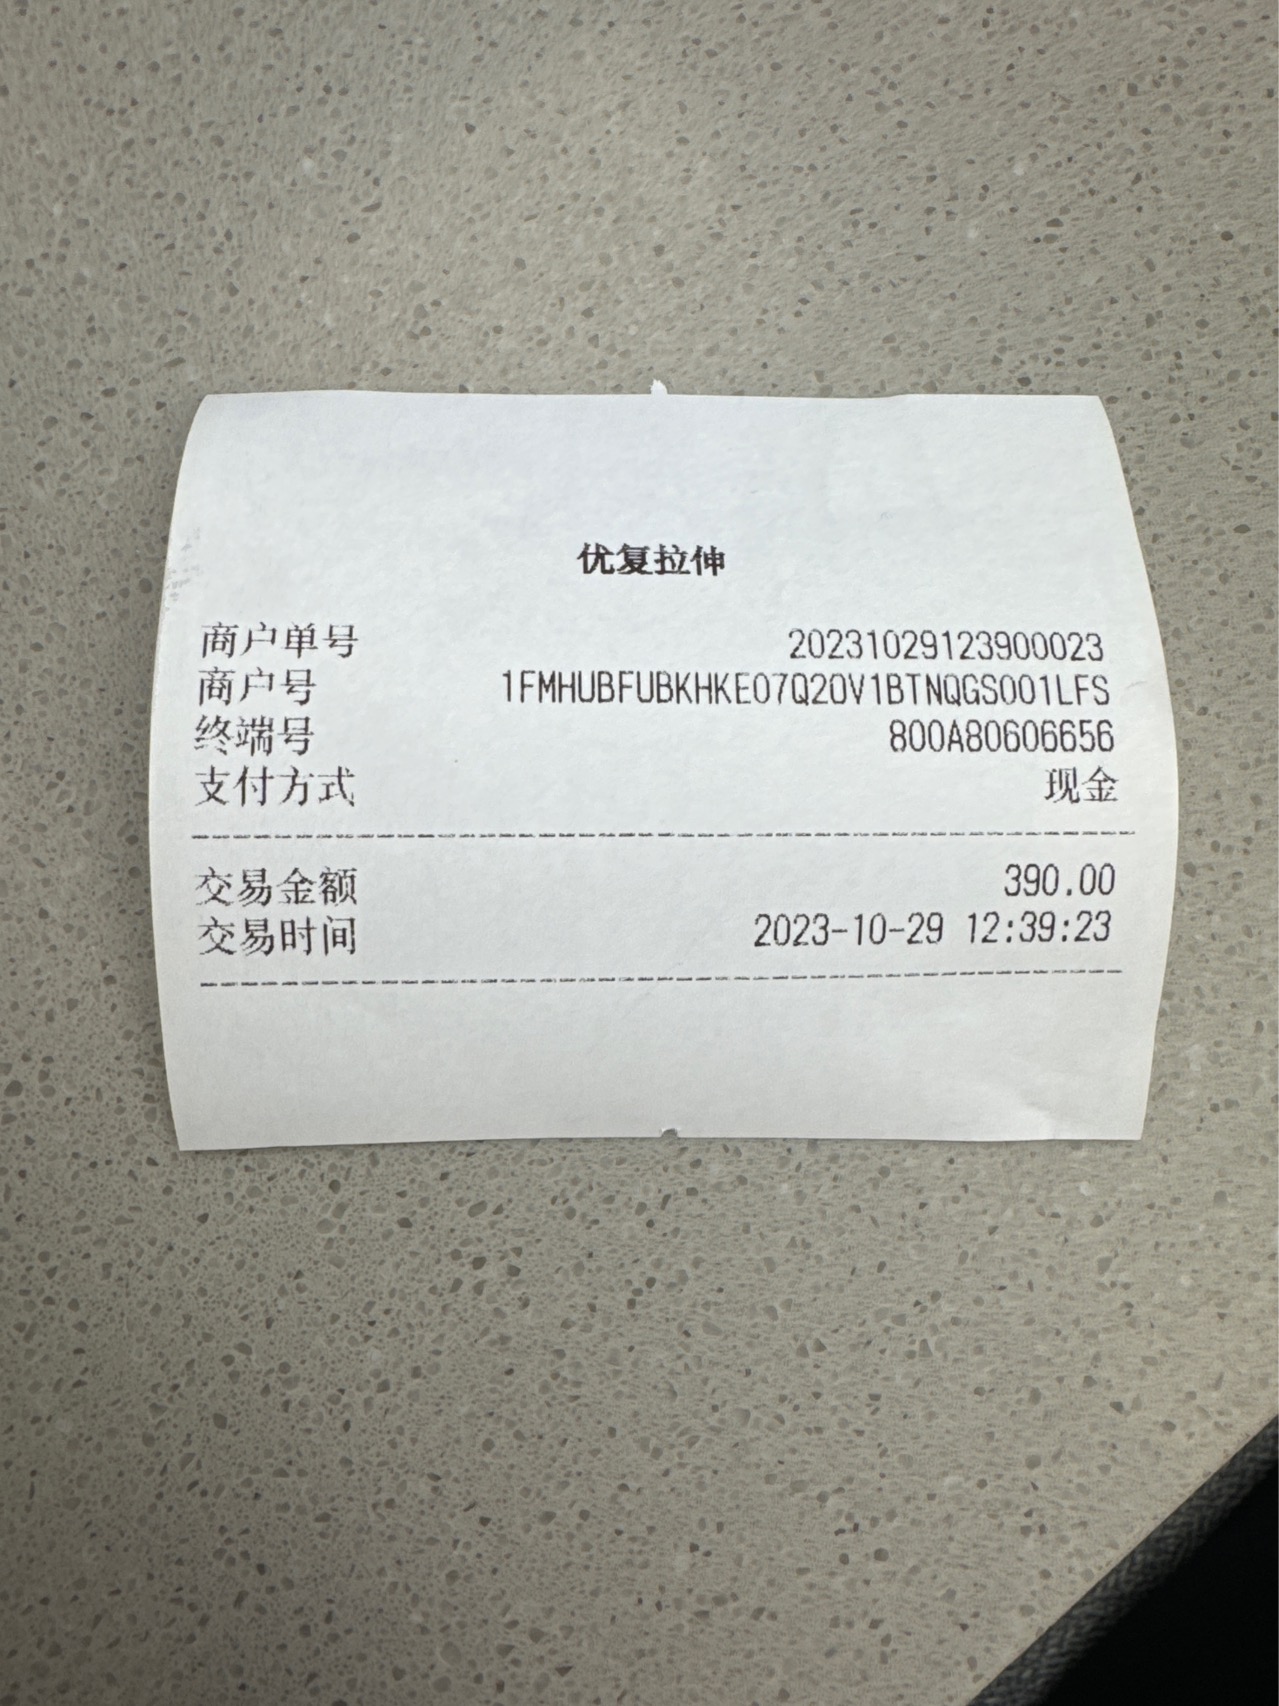 优复拉伸
商户单号 20231029123900023
商户号 1FMHUBFUBKHKE07Q20V1BTNQGS001LFS
终端号 800A80606656
支付方式 现金
交易金额 390.00
交易时间 2023-10-29 12:39:23